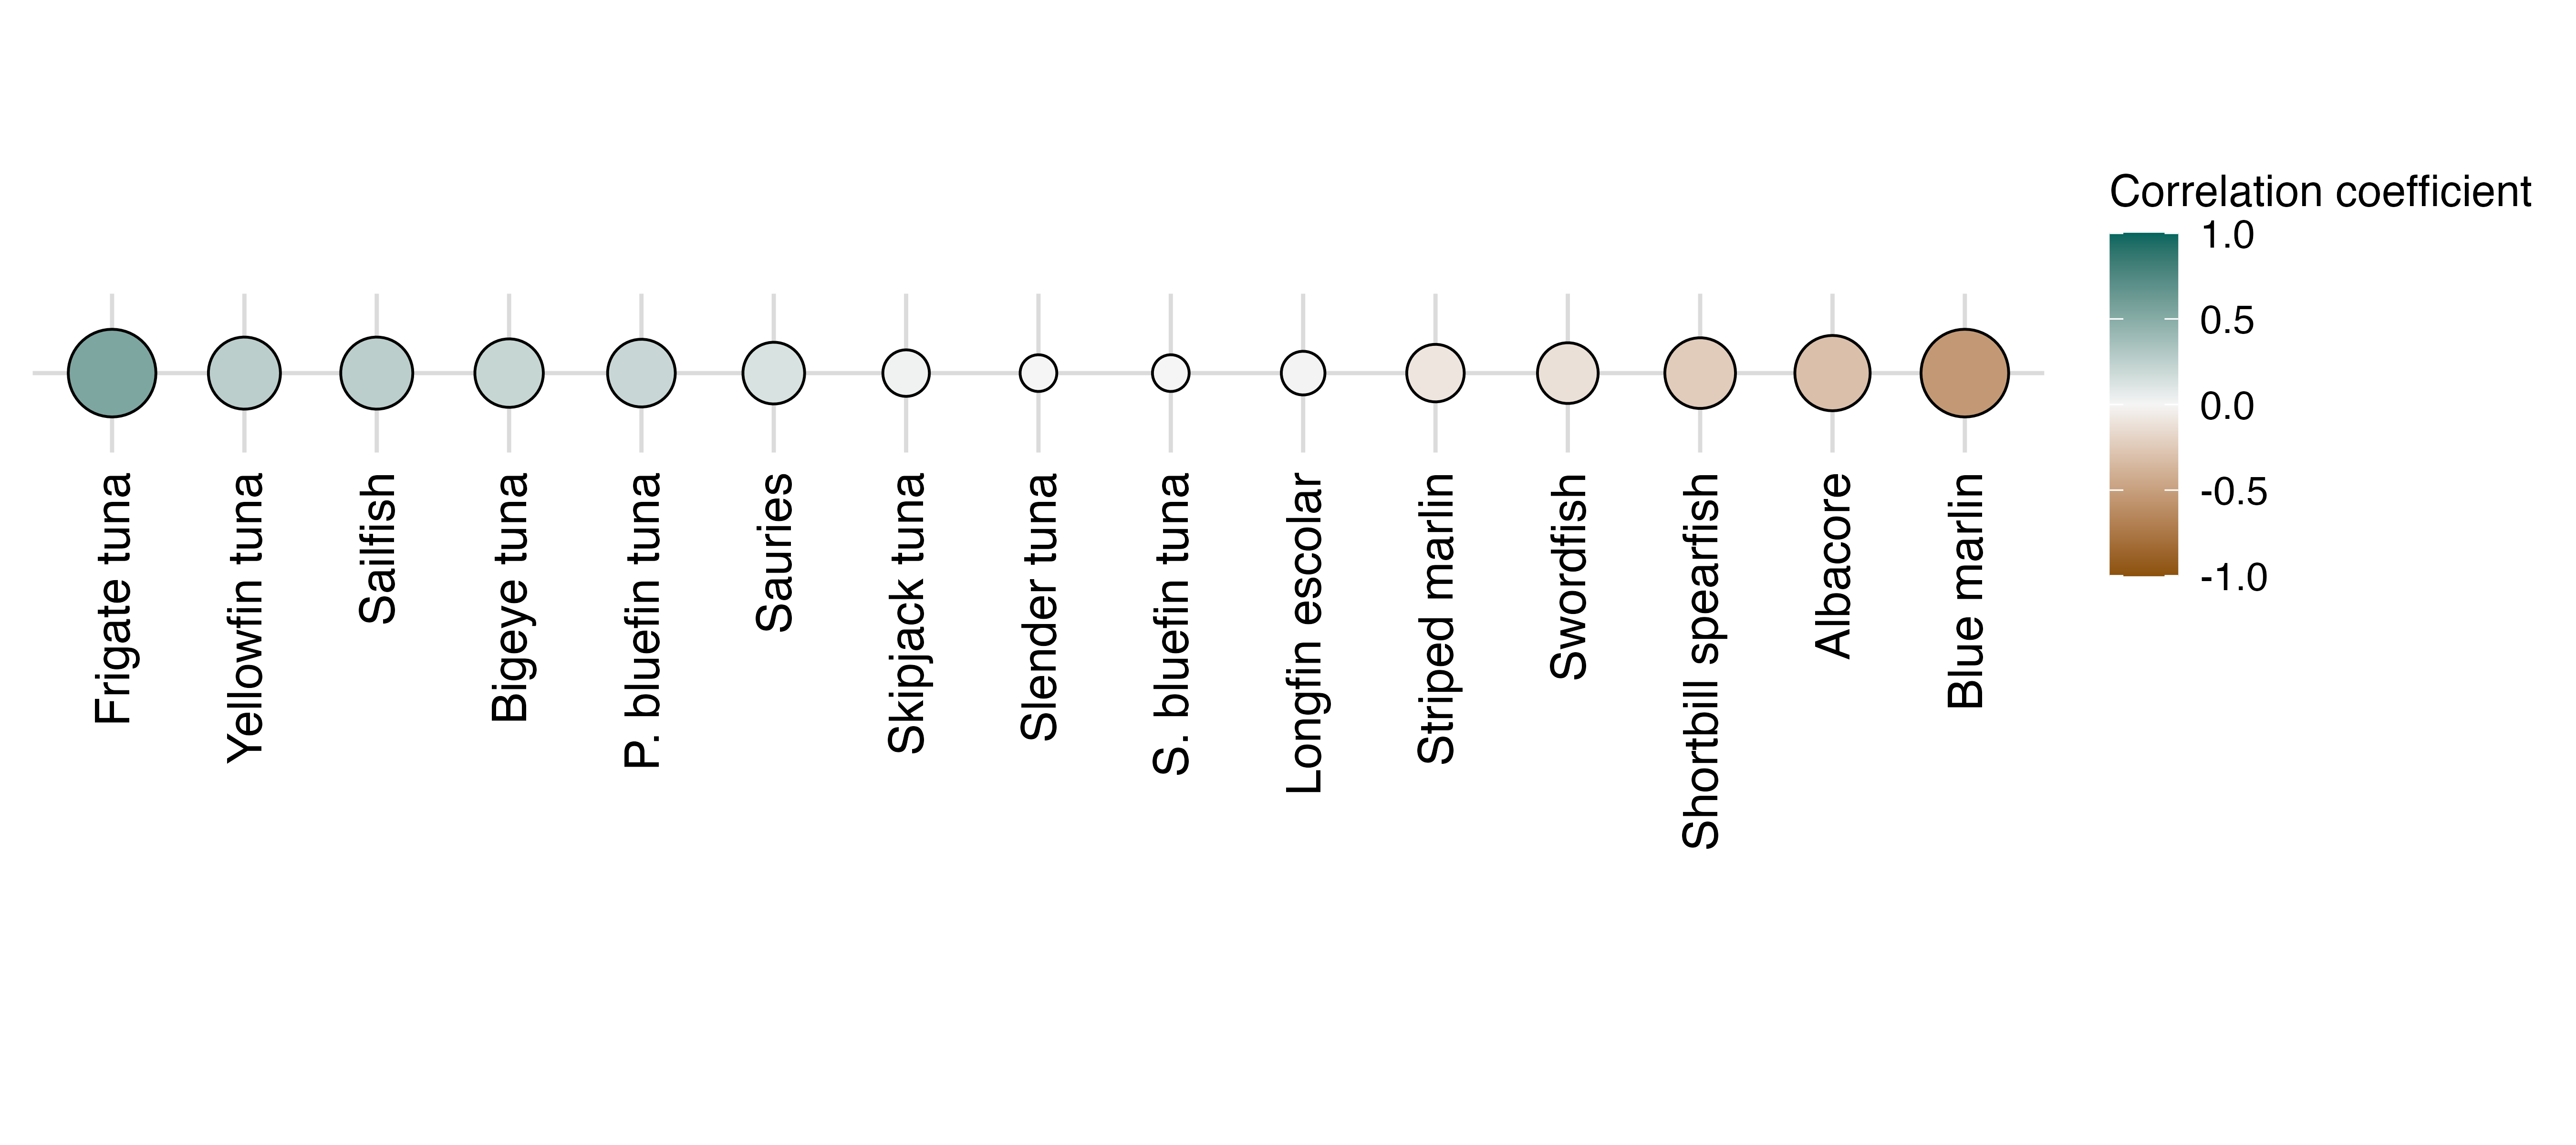 Correlation coefficient
1.0
0.5
0.0
-0.5
-1.0
Frigate tuna
Yellowfin tuna
Sailfish
Bigeye tuna
P. bluefin tuna
Sauries
Skipjack tuna
Slender tuna
S. bluefin tuna
Longfin escolar
Striped marlin
Swordfish
Shortbill spearfish
Albacore
Blue marlin